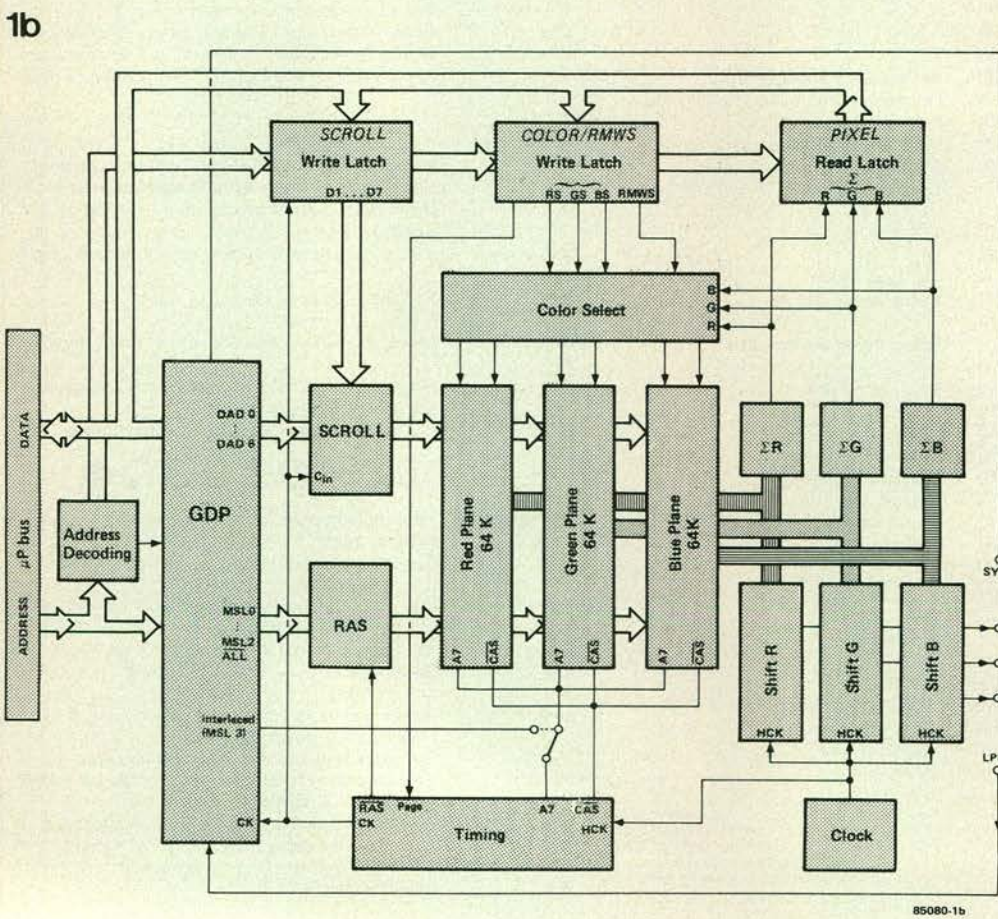 1b
SCROLL
Write Latch
D1 . . . D7
COLOR/RMWS
Write Latch
RS GS BS RMWS
PIXEL
Read Latch
Σ
R G B
Color Select
B
G
R
DATA
µP bus
ADDRESS
Address
Decoding
GDP
DAD 0
DAD 6
MSL0
MSL2
ALL
interlaced
(MSL 3)
CK
SCROLL
Cin
RAS
Red Plane
64 K
A7 CAS
Green Plane
64 K
A7 CAS
Blue Plane
64K
A7 CAS
ΣR
ΣG
ΣB
Shift R
HCK
Shift G
HCK
Shift B
HCK
SY
LP
RAS Page A7 CAS
CK
HCK
Timing
Clock
85080-1b